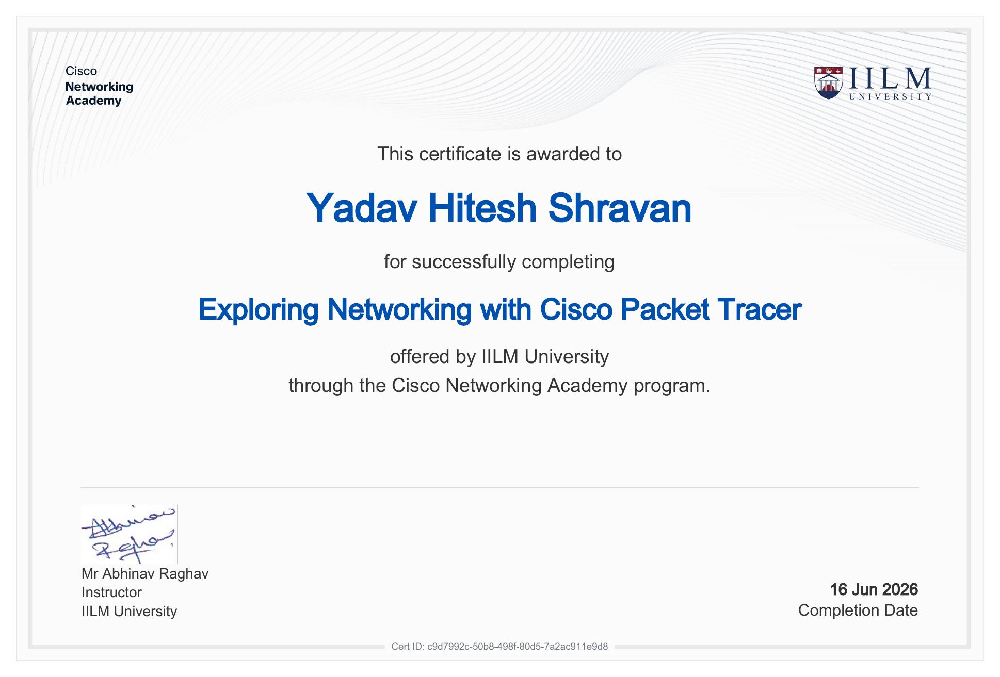 Cisco
Networking
Academy
IILM
UNIVERSITY
This certificate is awarded to
Yadav Hitesh Shravan
for successfully completing
Exploring Networking with Cisco Packet Tracer
offered by IILM University
through the Cisco Networking Academy program.
Abhinav
Raghav
Mr Abhinav Raghav
Instructor
IILM University
16 Jun 2026
Completion Date
Cert ID: c9d7992c-50b8-498f-80d5-7a2ac911e9d8